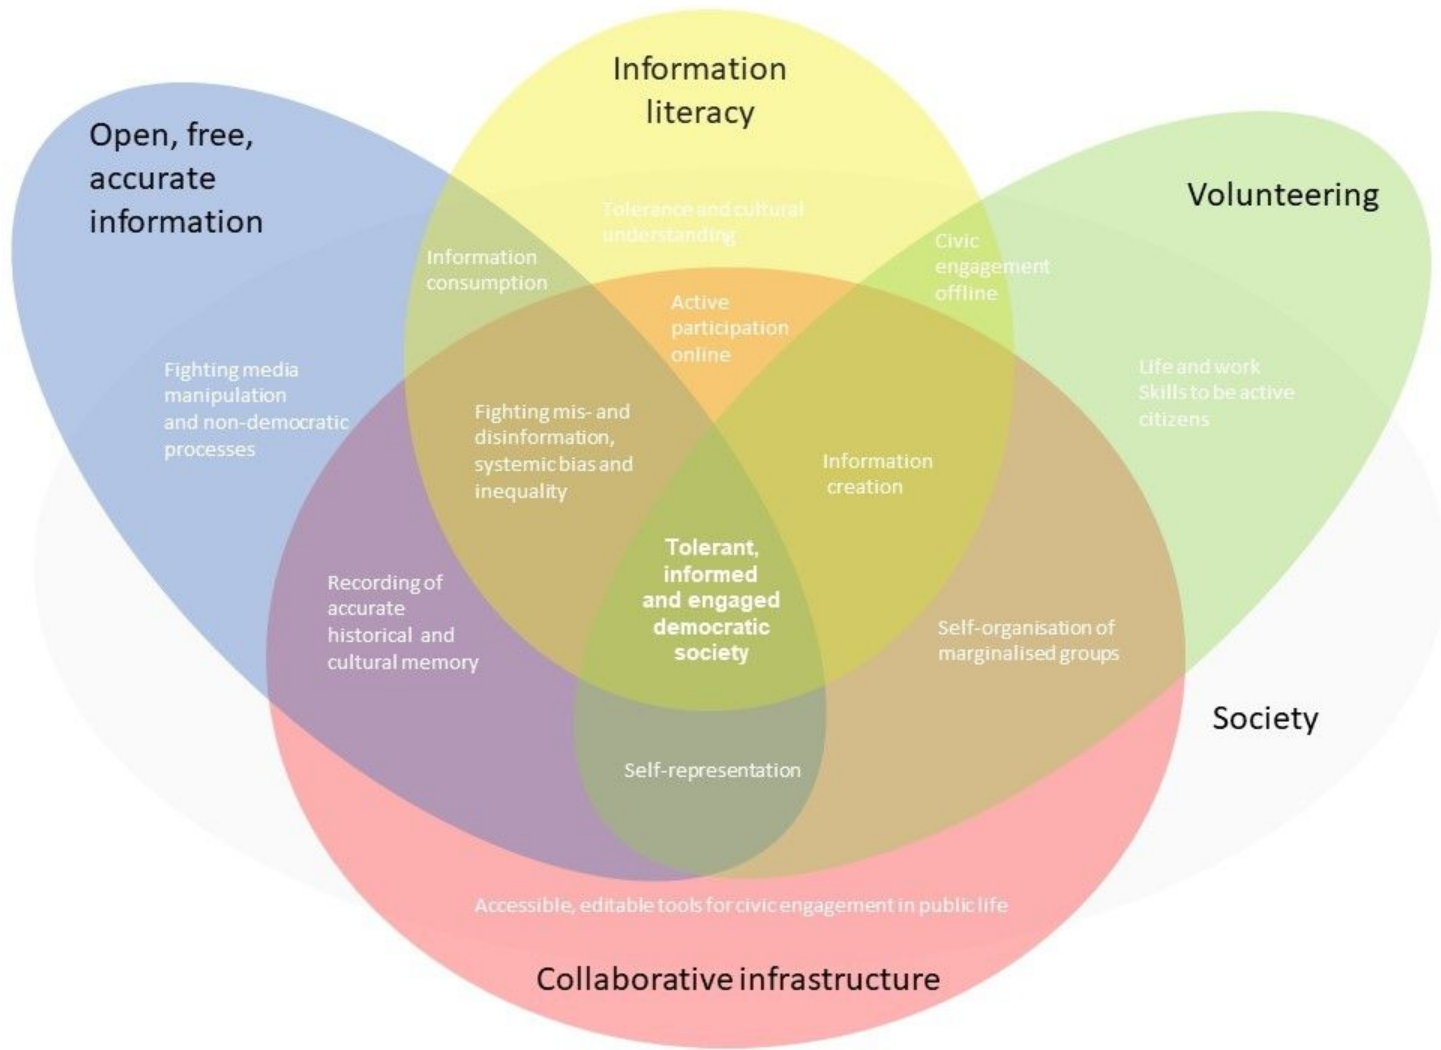 Information
literacy
Open, free,
accurate
information
Volunteering
Tolerance and cultural
understanding
Civic
engagement
offline
Information
consumption
Active
participation
online
Fighting media
manipulation
and non-democratic
processes
Life and work
Skills to be active
citizens
Fighting mis- and
disinformation,
systemic bias and
inequality
Information
creation
Tolerant,
informed
and engaged
democratic
society
Recording of
accurate
historical and
cultural memory
Self-organisation of
marginalised groups
Society
Self-representation
Accessible, editable tools for civic engagement in public life
Collaborative infrastructure